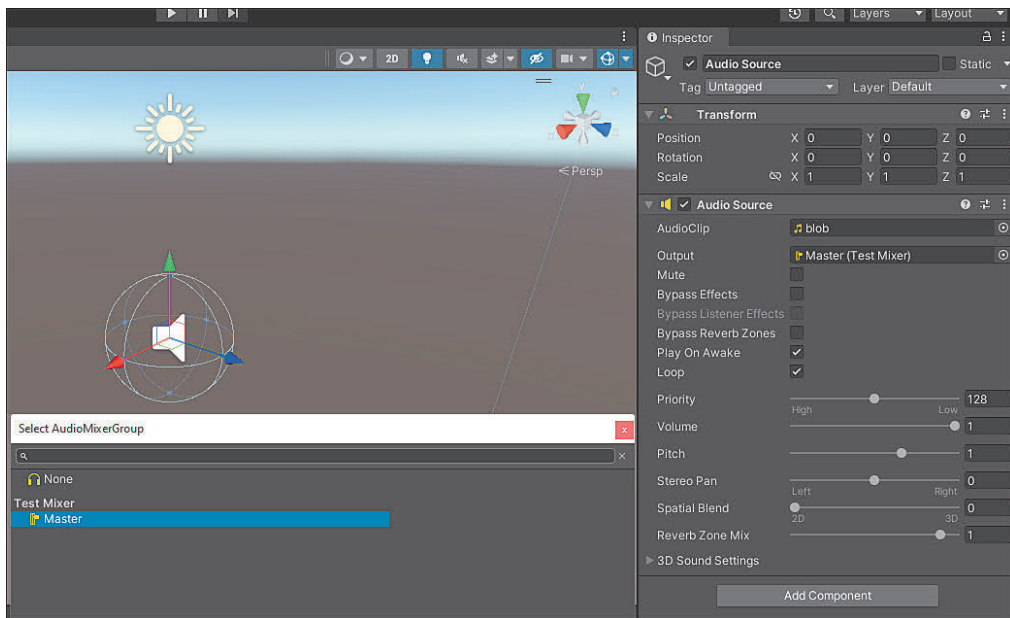 Layers Layout
Inspector
2D
Audio Source Static
Tag Untagged Layer Default
Transform
Position X 0 Y 0 Z 0
Rotation X 0 Y 0 Z 0
Scale X 1 Y 1 Z 1
Persp
Audio Source
AudioClip blob
Output Master (Test Mixer)
Mute
Bypass Effects
Bypass Listener Effects
Bypass Reverb Zones
Play On Awake
Loop
Priority 128
High Low
Volume 1
Pitch 1
Stereo Pan 0
Left Right
Spatial Blend 0
2D 3D
Reverb Zone Mix 1
3D Sound Settings
Add Component
Select AudioMixerGroup
None
Test Mixer
Master